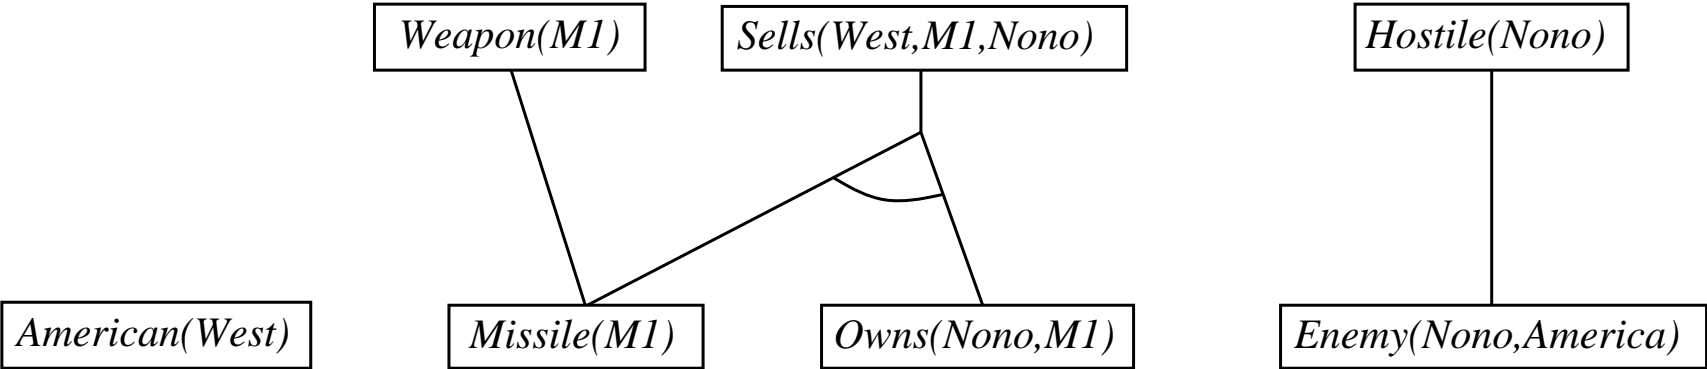 Weapon(M1)
Sells(West,M1,Nono)
Hostile(Nono)
American(West)
Missile(M1)
Owns(Nono,M1)
Enemy(Nono,America)